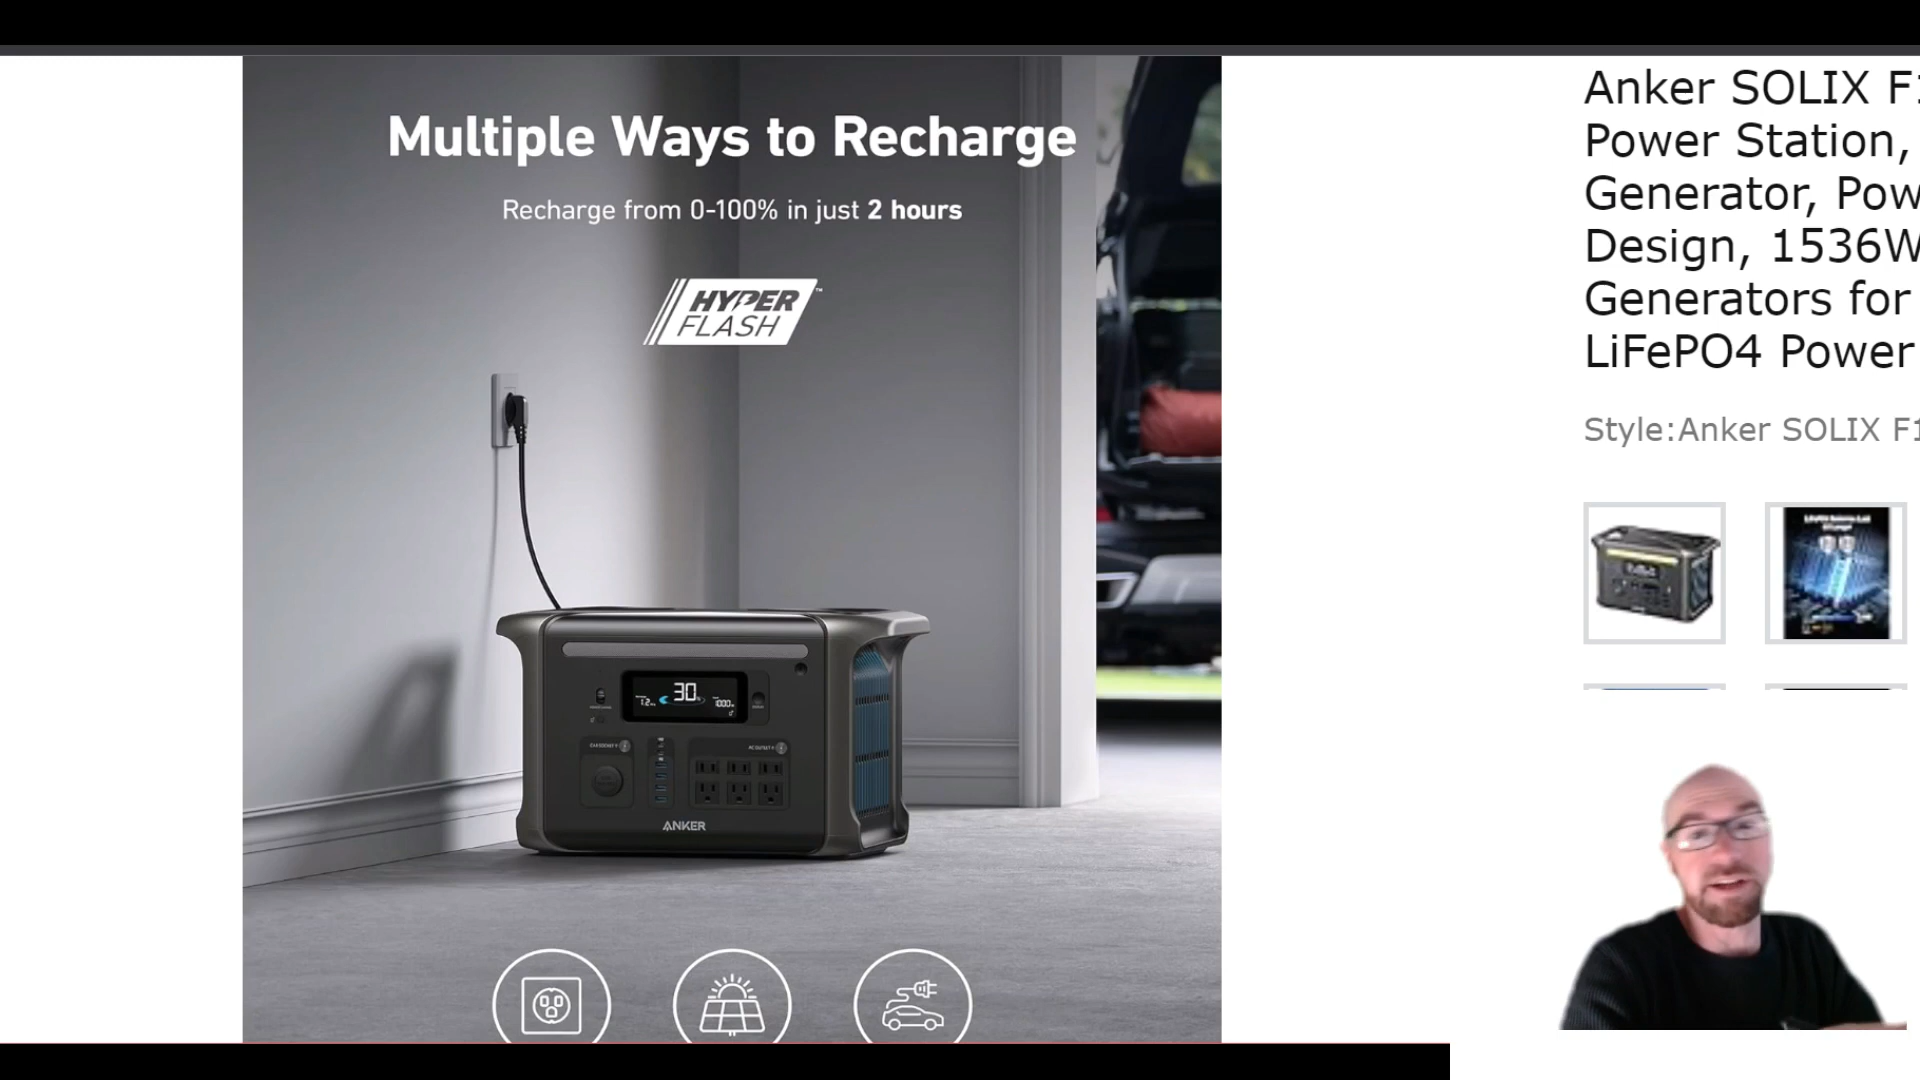 Multiple Ways to Recharge
Recharge from 0-100% in just 2 hours
HYPER
FLASH
30
ANKER
Anker SOLIX F1
Power Station,
Generator, Pow
Design, 1536W
Generators for
LiFePO4 Power
Style:Anker SOLIX F1